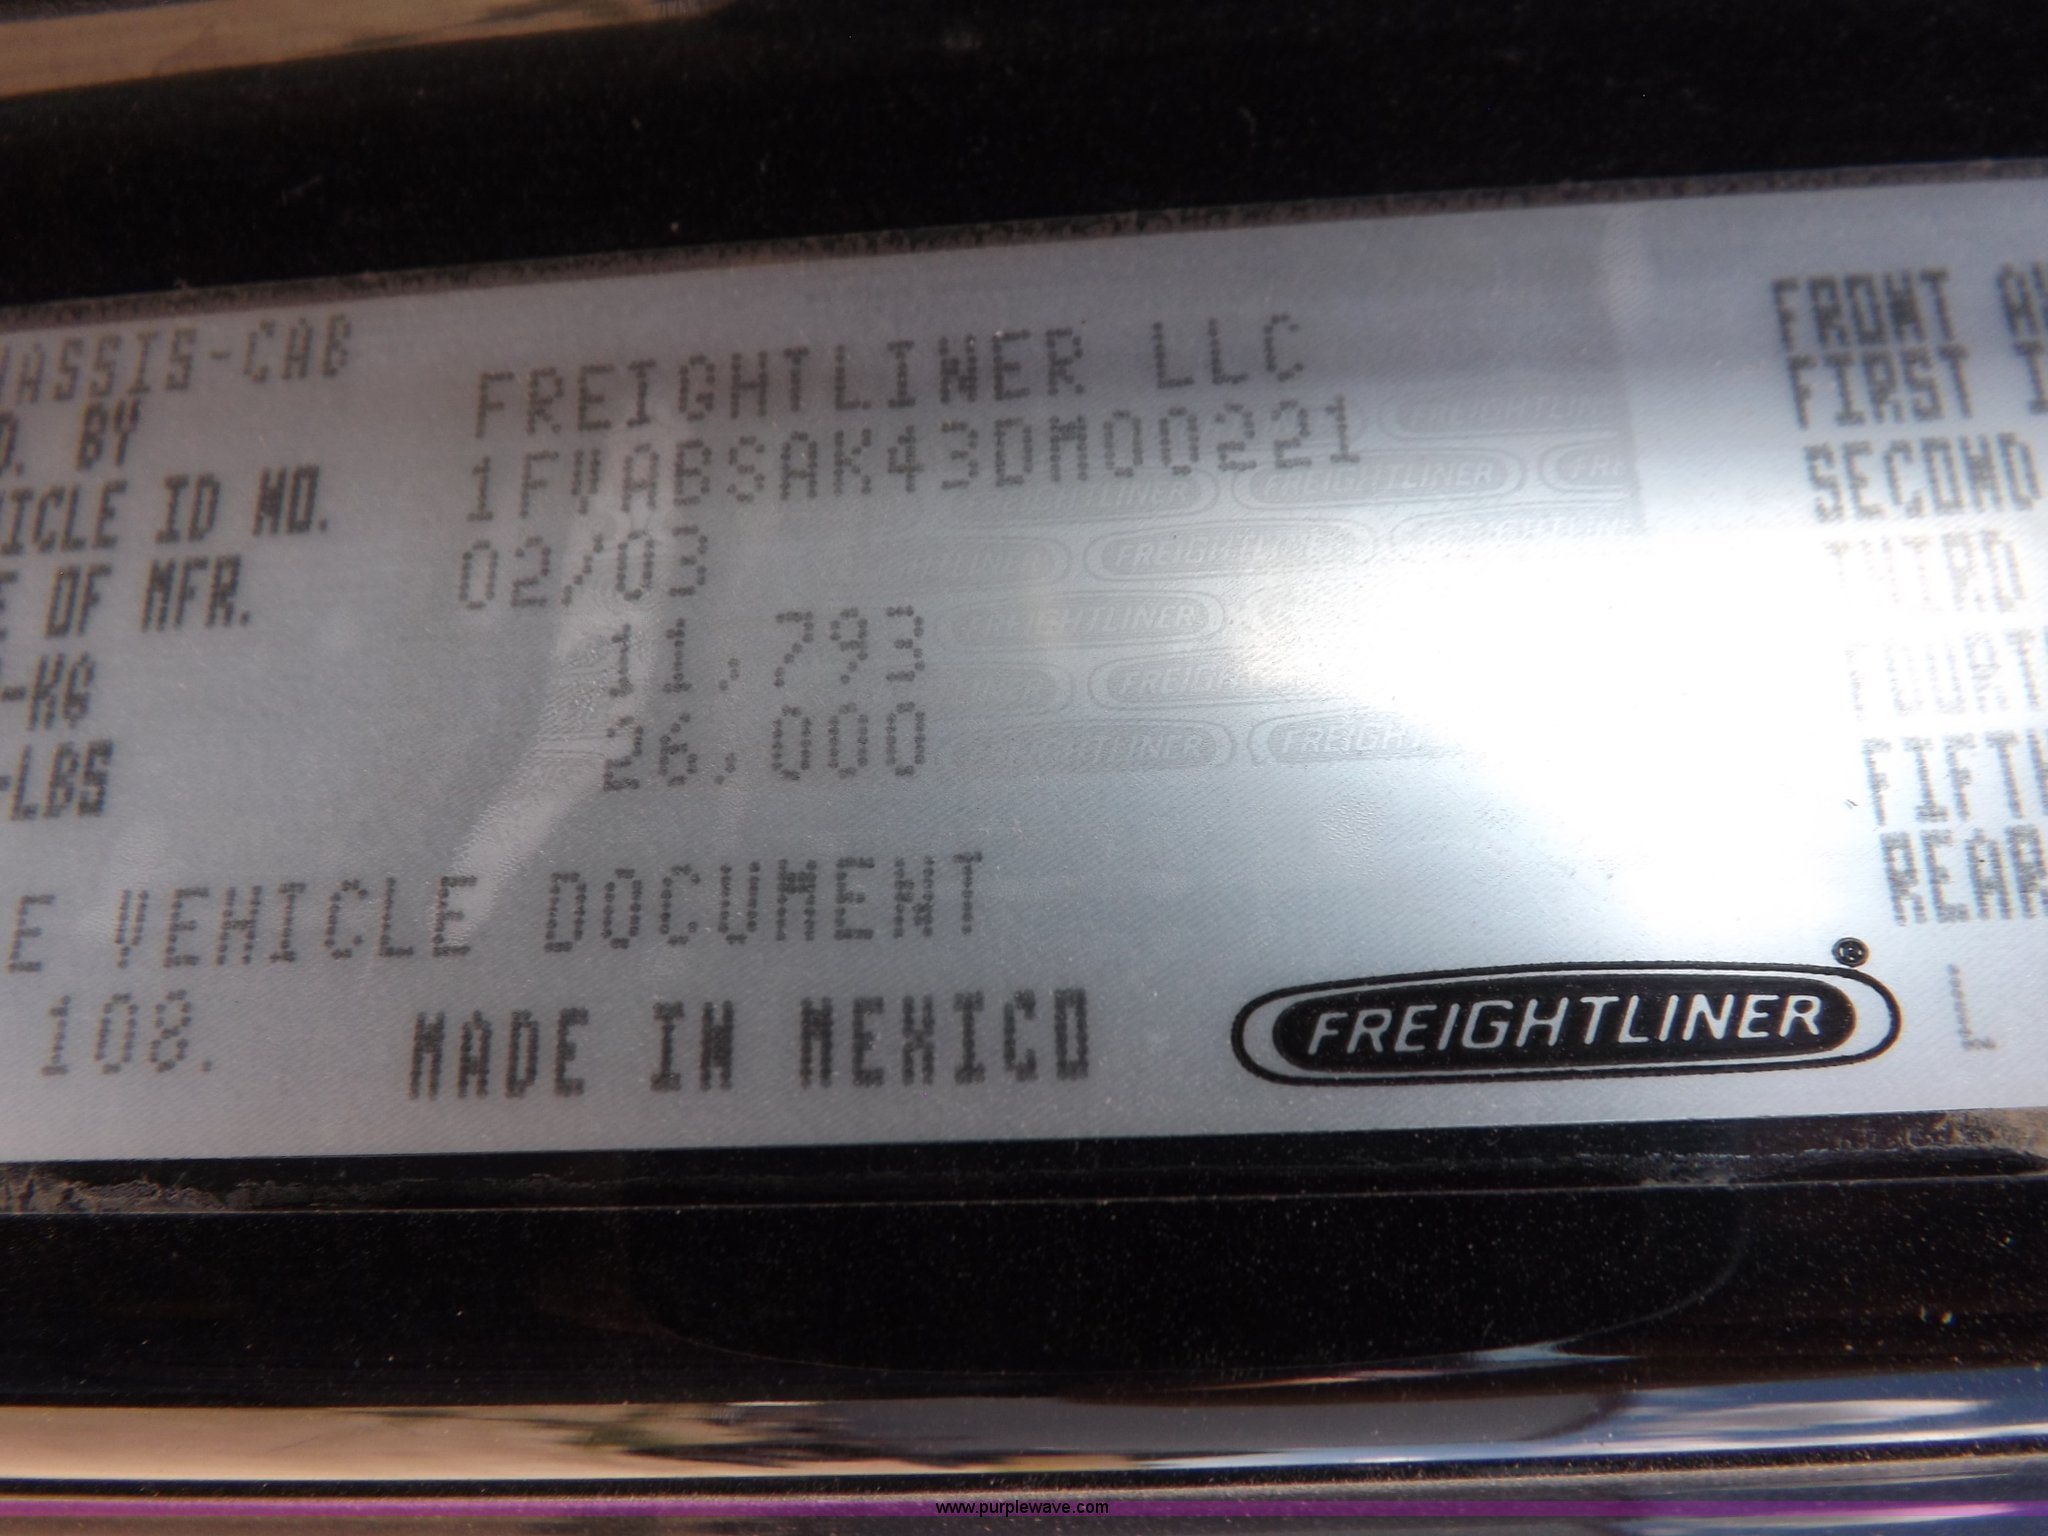 HASSIS-CAB
D. BY FREIGHTLINER LLC
ICLE ID NO. 1FVABSAK43DM00221
E OF MFR. 02/03
-KG 11,793
-LBS 26,000
E VEHICLE DOCUMENT
108.
MADE IN MEXICO
FREIGHTLINER®
FRONT A
FIRST I
SECOND
THIRD
FOURT
FIFTH
REAR
www.purplewave.com